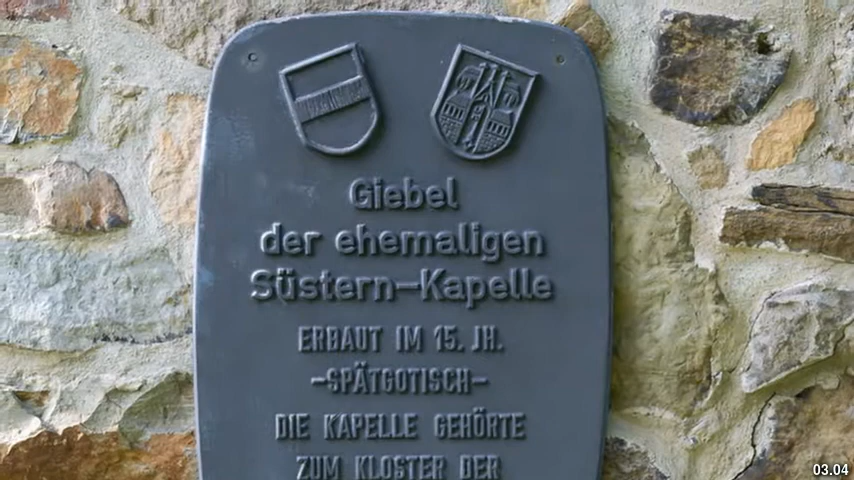 Giebel
der ehemaligen
Süstern-Kapelle
ERBAUT IM 15. JH.
-SPÄTGOTISCH-
DIE KAPELLE GEHÖRTE
ZUM KLOSTER DER
03.04